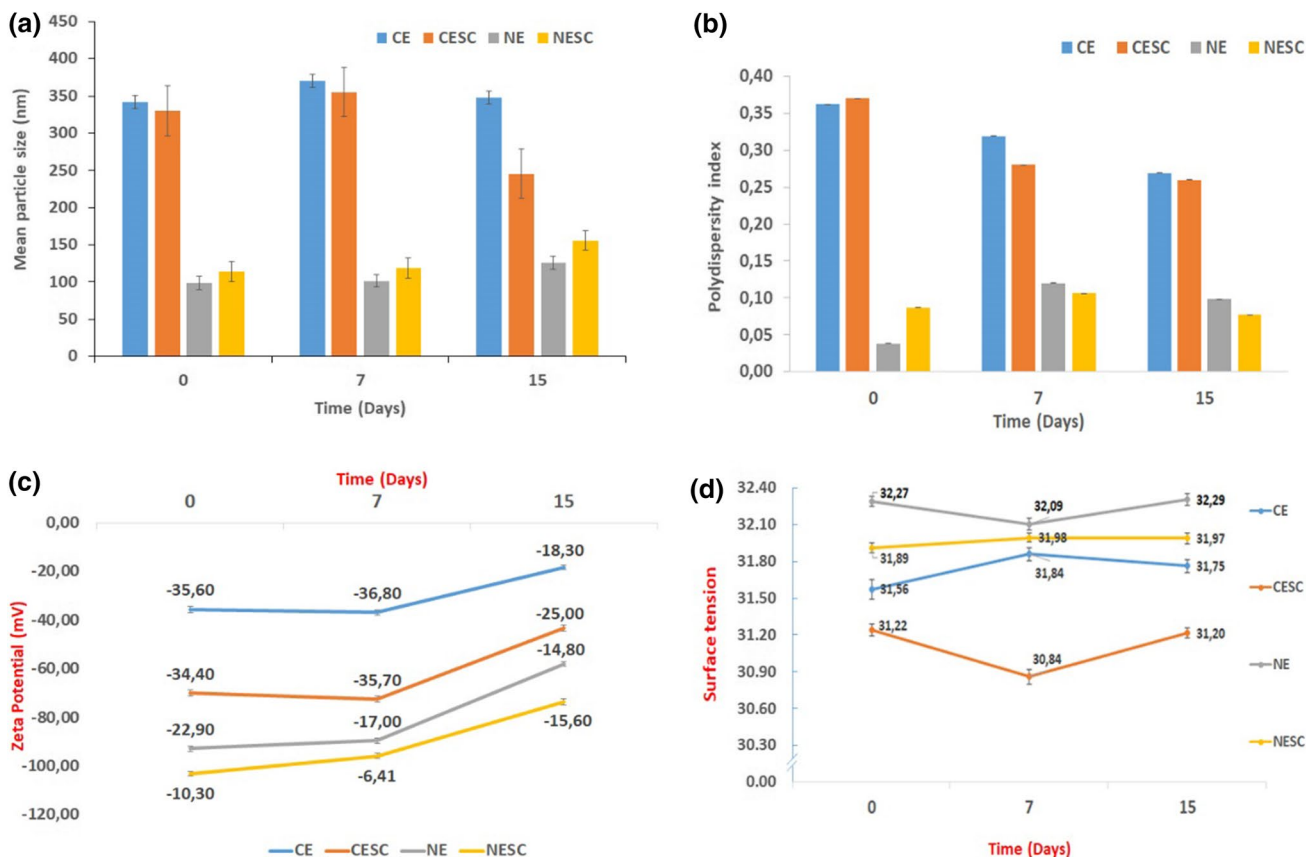 (a)
450
400
350
300
250
200
150
100
50
0
Mean particle size (nm)
CE CESC NE NESC
0 7 15
Time (Days)
(b)
CE CESC NE NESC
0,40
0,35
0,30
0,25
0,20
0,15
0,10
0,05
0,00
Polydispersity index
0 7 15
Time (Days)
(c)
Time (Days)
0 7 15
0,00
-20,00
-40,00
-60,00
-80,00
-100,00
-120,00
Zeta Potential (mV)
-35,60 -36,80 -18,30
-34,40 -35,70 -25,00
-22,90 -17,00 -14,80
-10,30 -6,41 -15,60
CE CESC NE NESC
(d)
32.40
32.10
31.80
31.50
31.20
30.90
30.60
30.30
0.00
Surface tension
32,27 32,09 32,29
31,89 31,98 31,97
31,56 31,84 31,75
31,22 30,84 31,20
0 7 15
Time (Days)
CE
CESC
NE
NESC